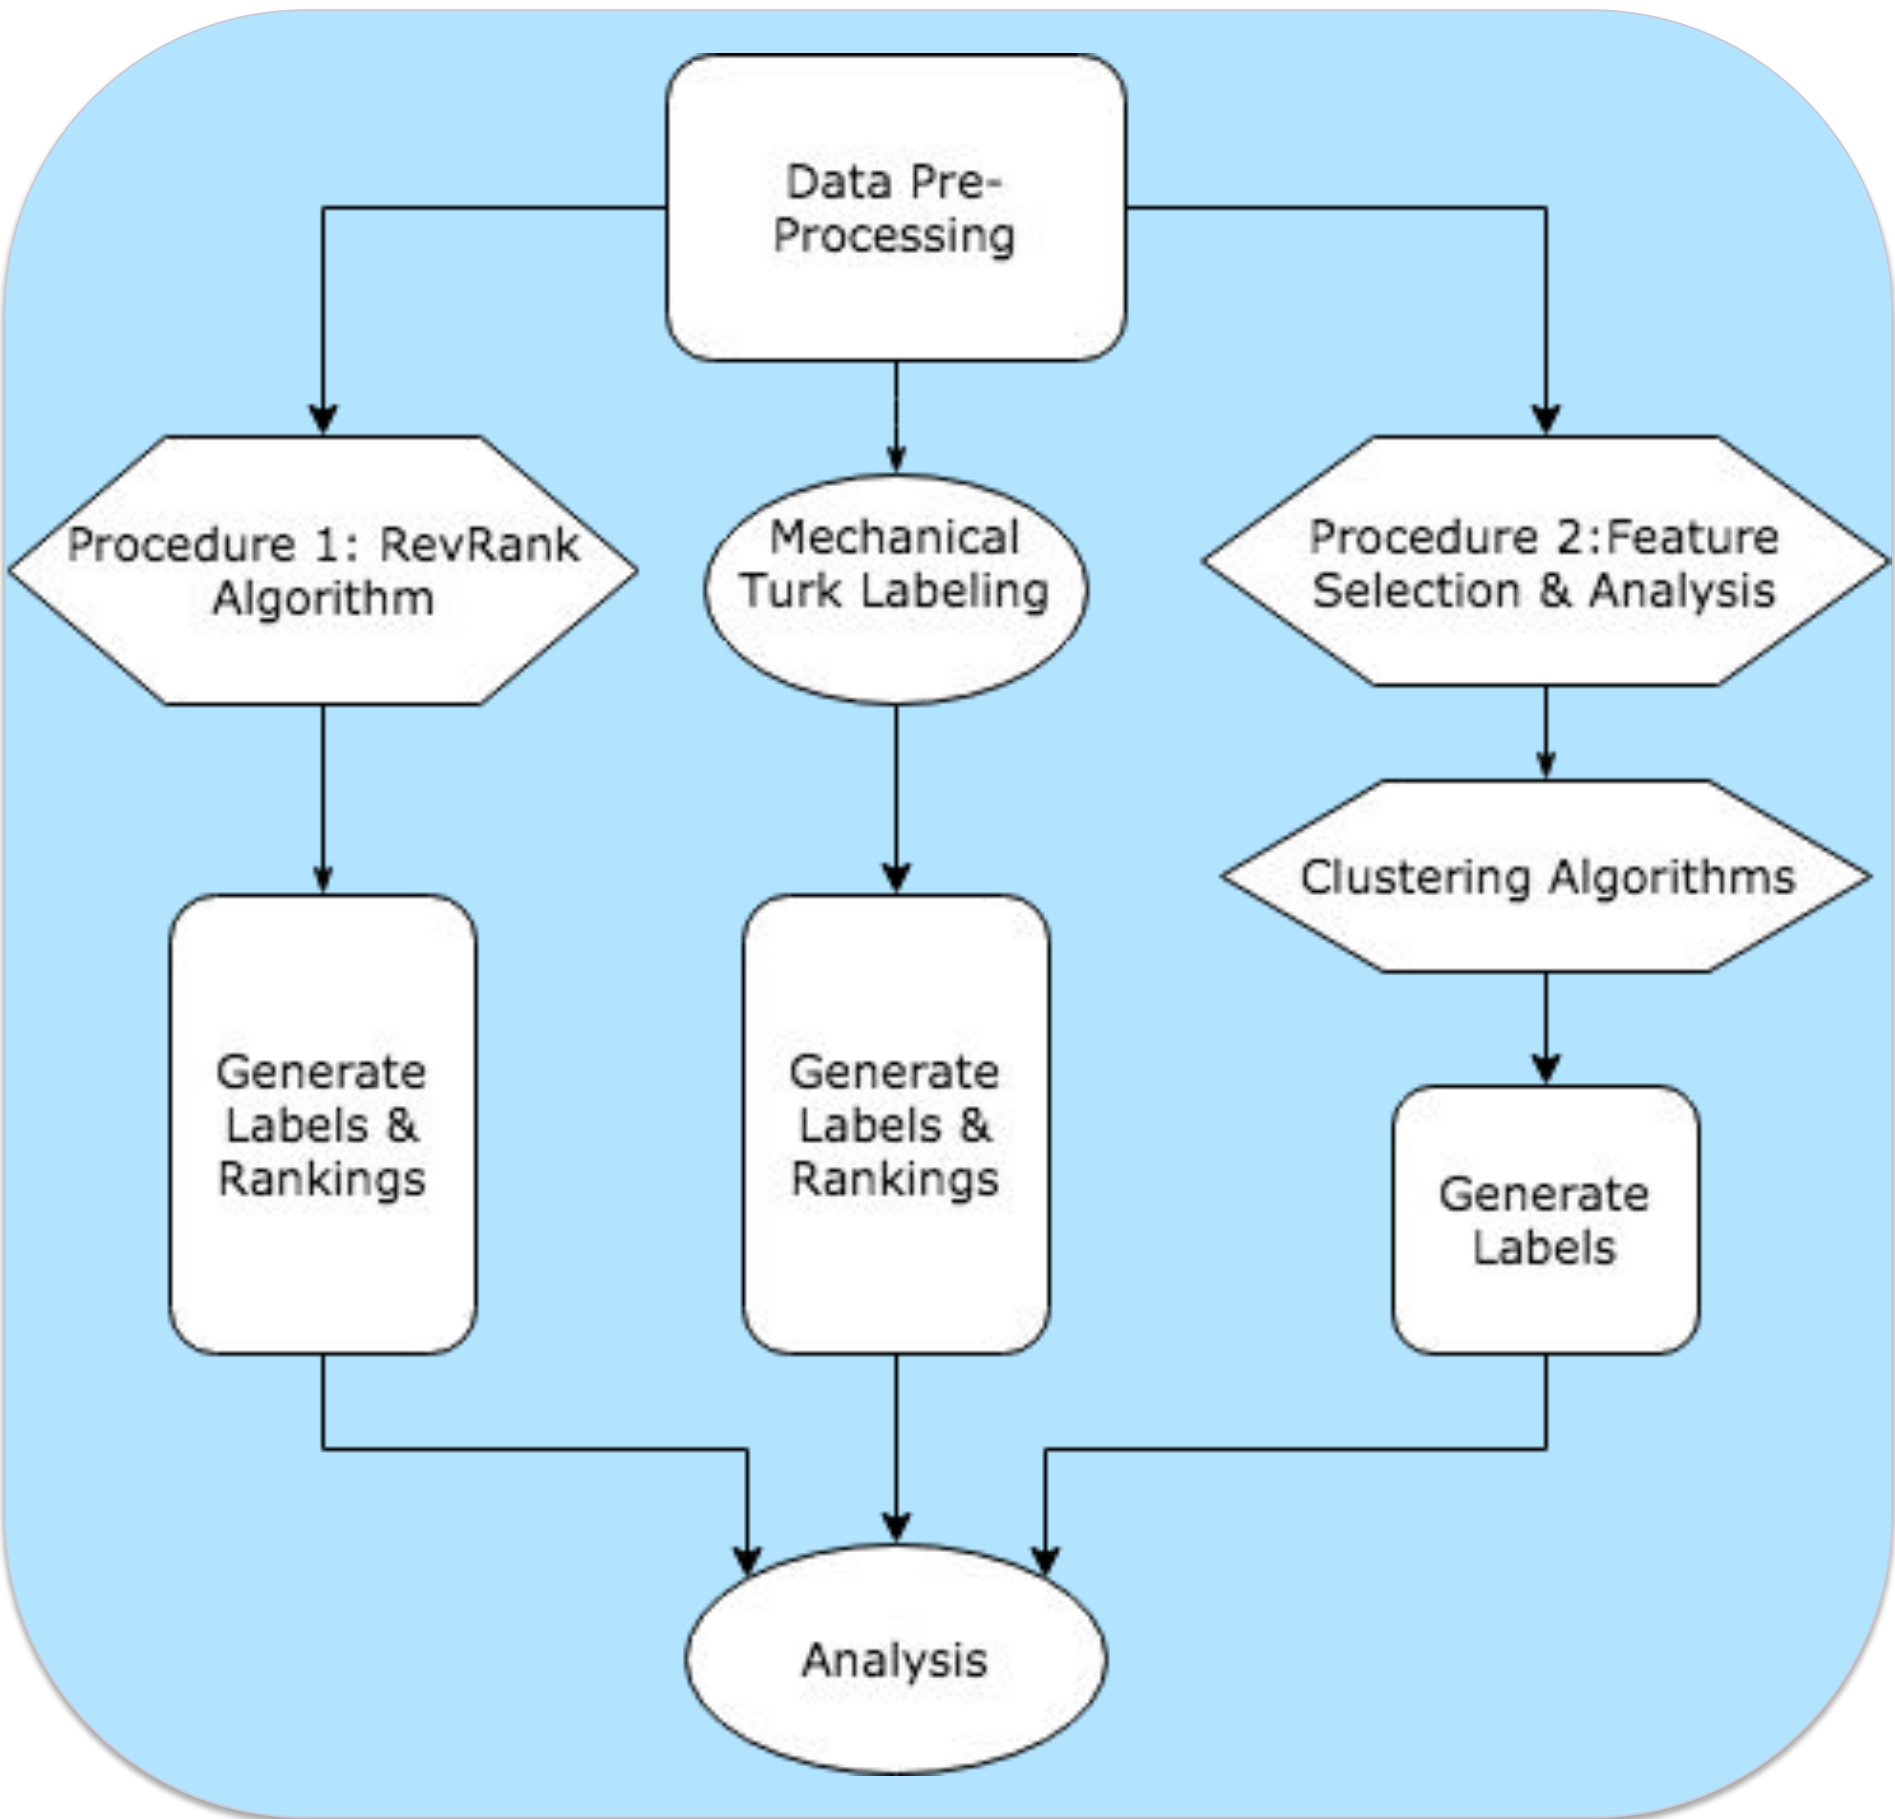 Data Pre-
Processing
Procedure 1: RevRank
Algorithm
Mechanical
Turk Labeling
Procedure 2:Feature
Selection & Analysis
Clustering Algorithms
Generate
Labels &
Rankings
Generate
Labels &
Rankings
Generate
Labels
Analysis